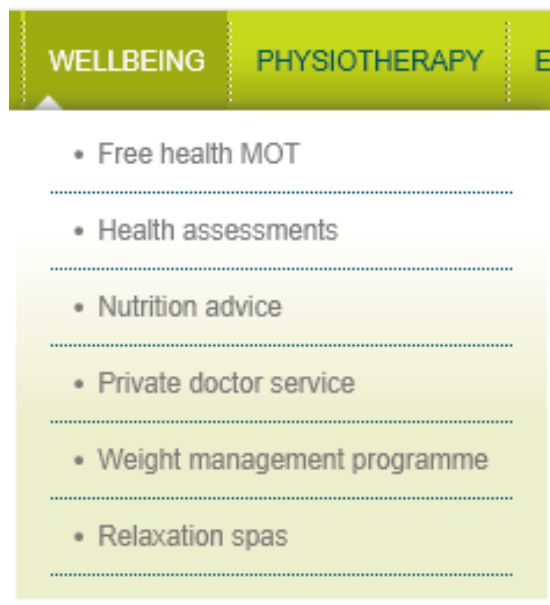 WELLBEING PHYSIOTHERAPY E
• Free health MOT
• Health assessments
• Nutrition advice
• Private doctor service
• Weight management programme
• Relaxation spas